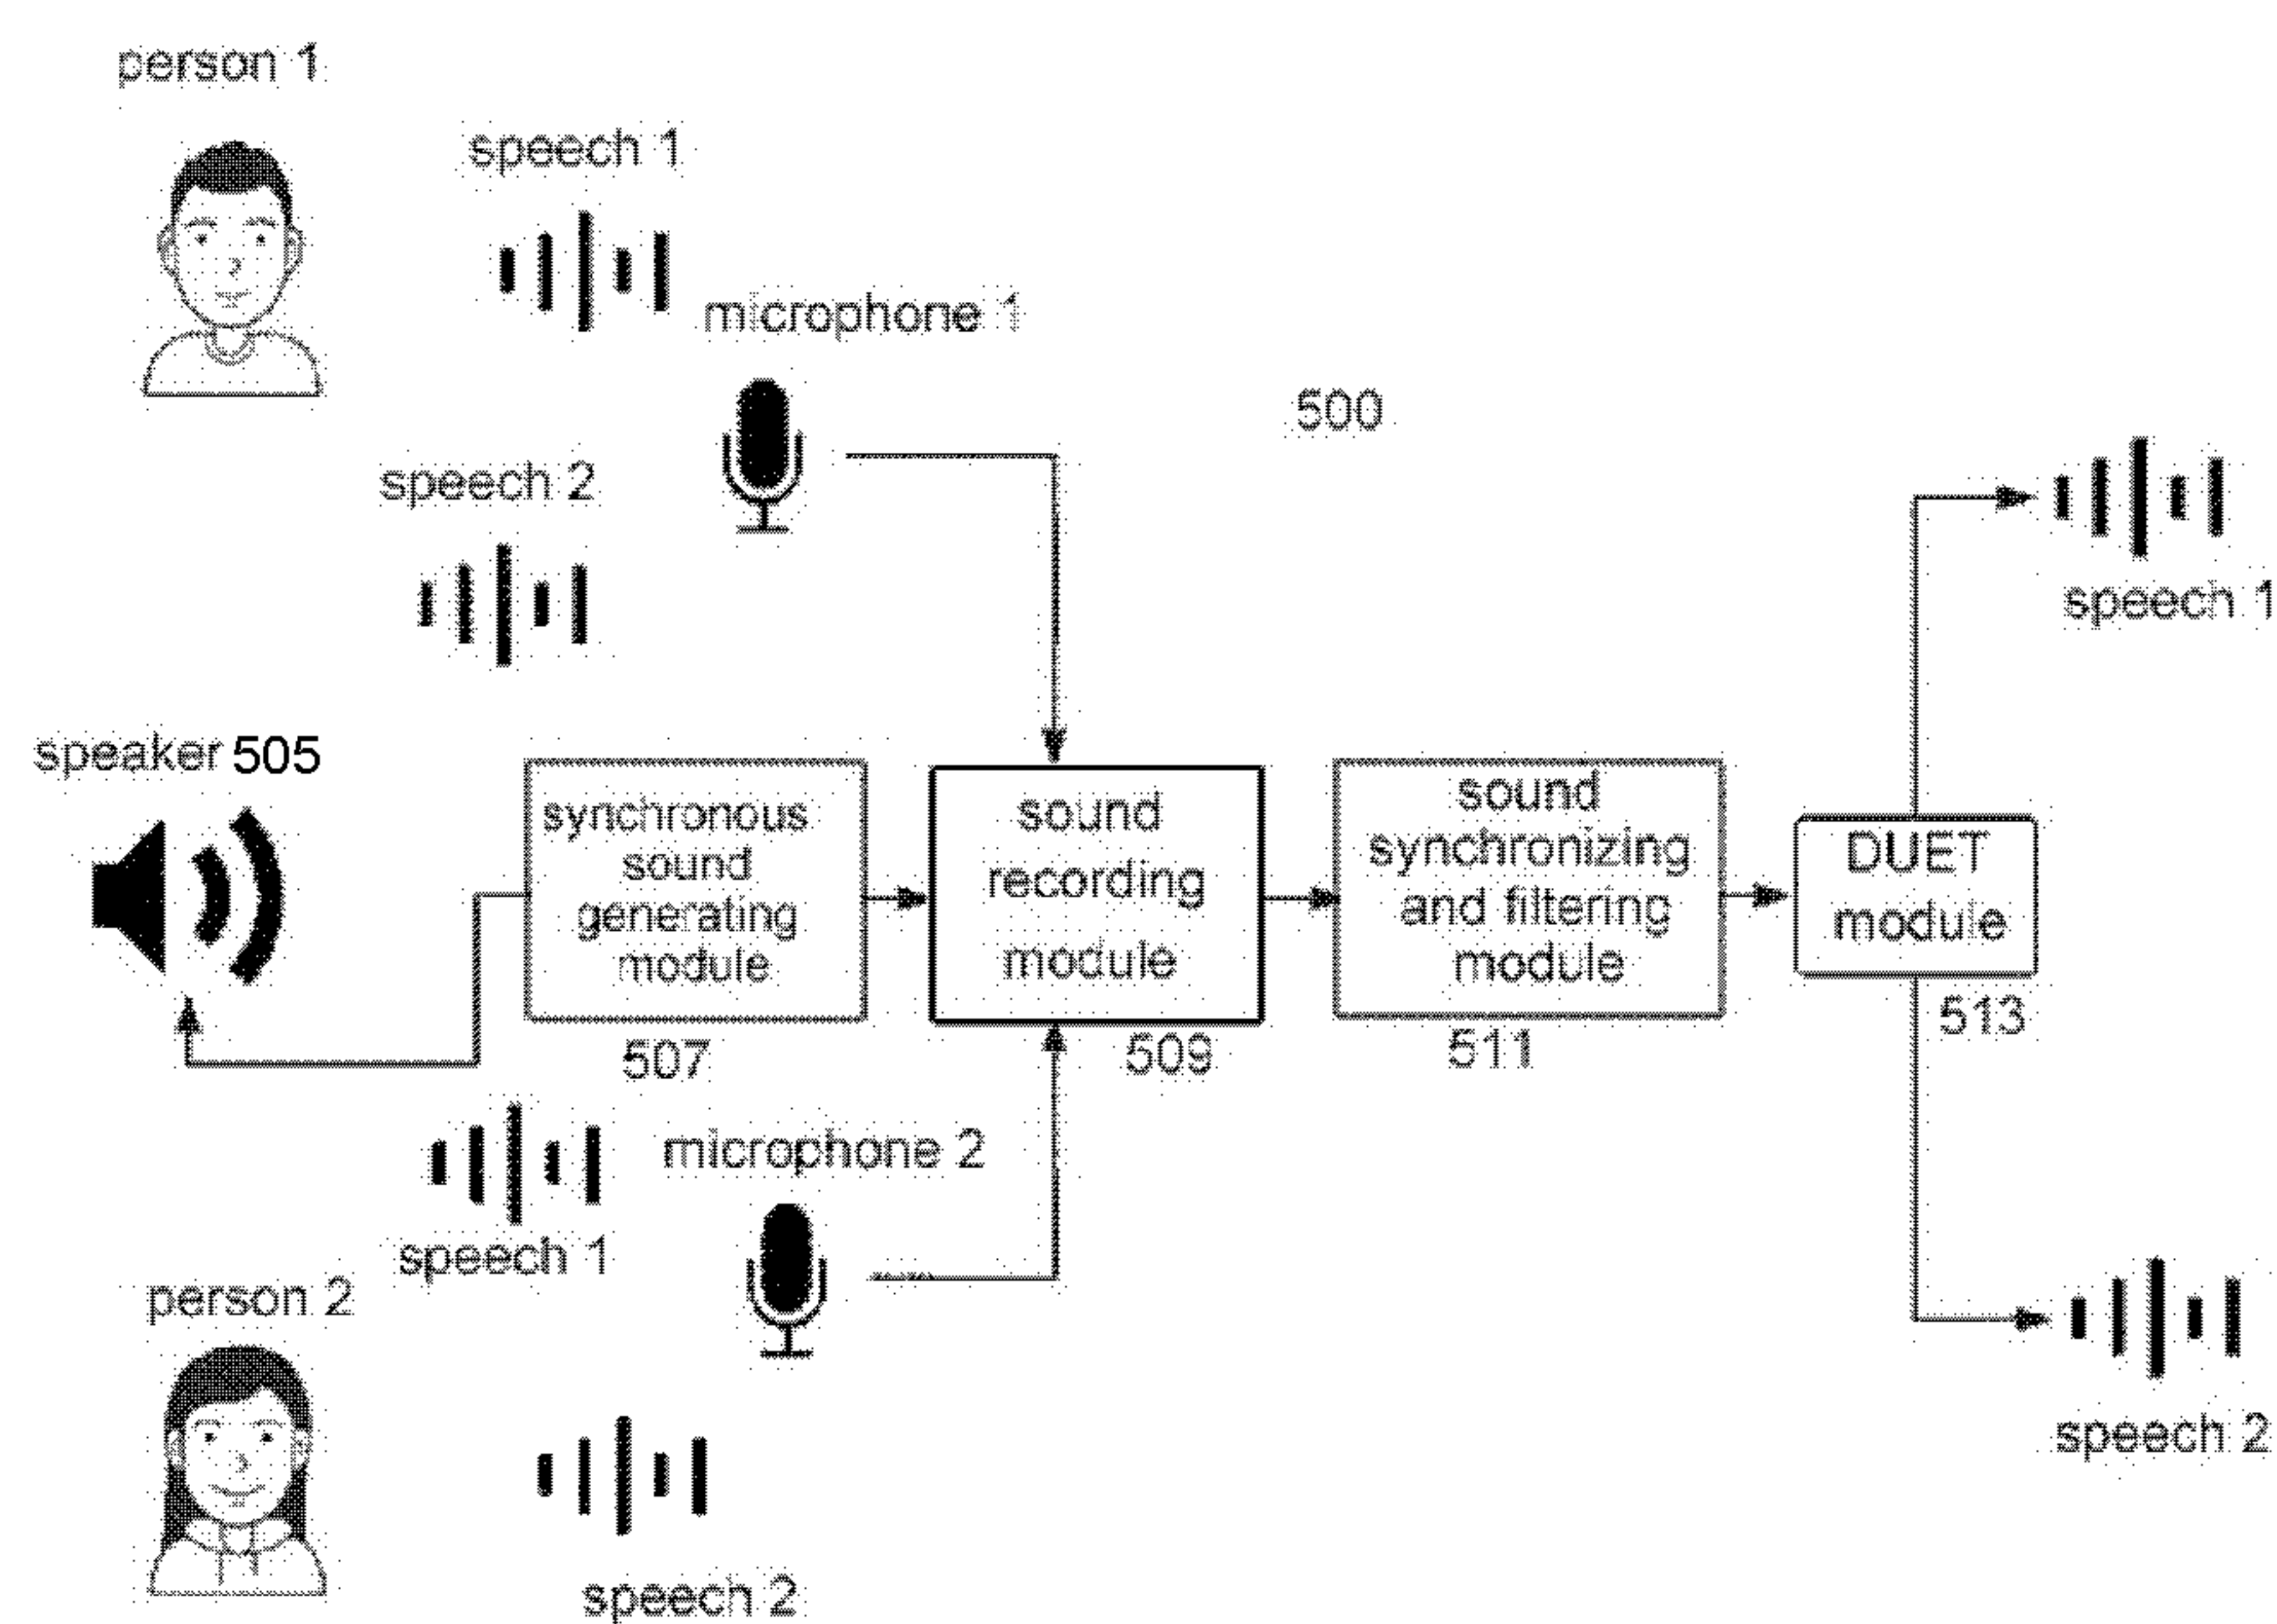 person 1
speech 1
microphone 1
500
speech 2
speech 1
speaker 505
synchronous
sound
generating
module
507
sound
recording
module
509
sound
synchronizing
and filtering
module
511
DUET
module
513
microphone 2
speech 1
person 2
speech 2
speech 2